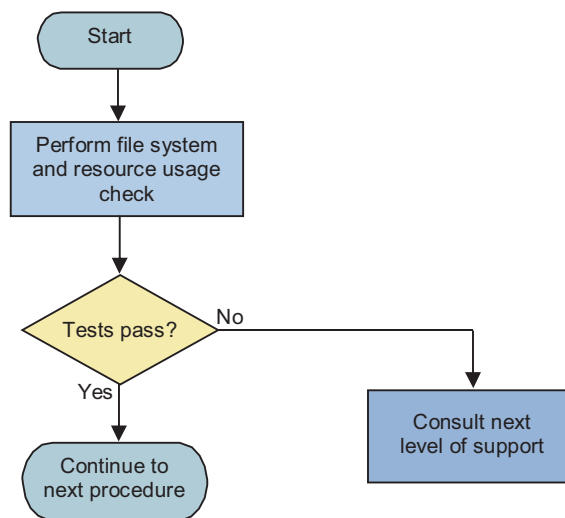 Start
Perform file system
and resource usage
check
Tests pass?
No
Yes
Consult next
level of support
Continue to
next procedure